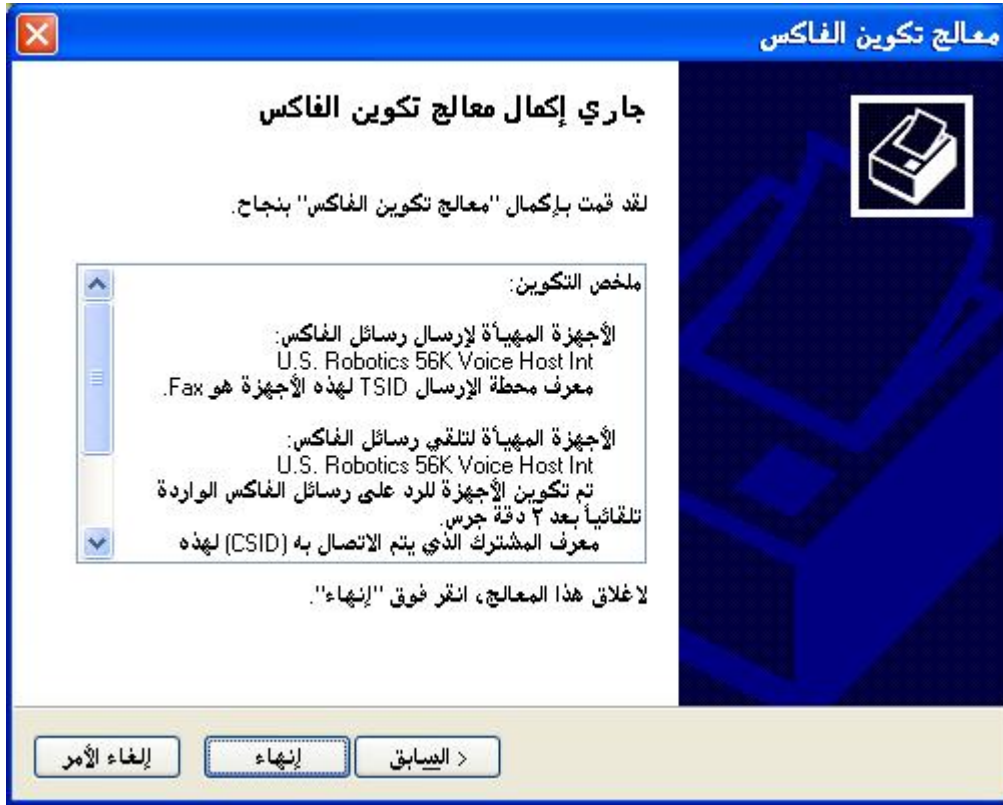 معالج تكوين الفاكس
جاري إكمال معالج تكوين الفاكس
لقد قمت بإكمال "معالج تكوين الفاكس" بنجاح.
ملخص التكوين:
الأجهزة المهيأة لإرسال رسائل الفاكس:
U.S. Robotics 56K Voice Host Int
معرف محطة الإرسال TSID لهذه الأجهزة هو Fax.
الأجهزة المهيأة لتلقي رسائل الفاكس:
U.S. Robotics 56K Voice Host Int
تم تكوين الأجهزة للرد على رسائل الفاكس الواردة
تلقائياً بعد ٢ دقة جرس.
معرف المشترك الذي يتم الاتصال به (CSID) لهذه
لاغلاق هذا المعالج، انقر فوق "إنهاء".
< السابق إنهاء إلغاء الأمر